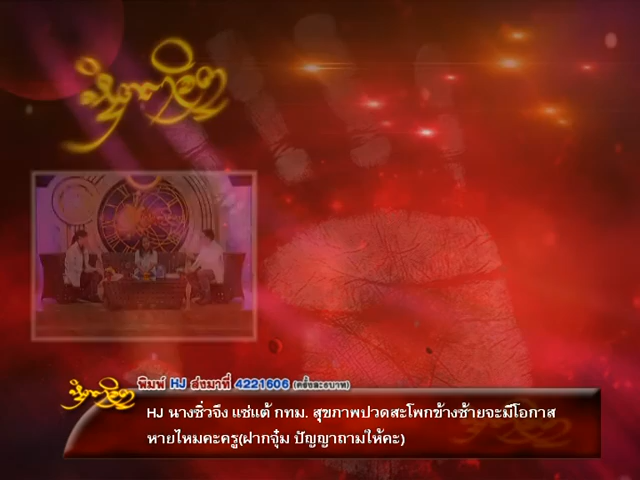 พิมพ์ HJ ส่งมาที่ 4221606 (ครั้งละ๐บาท)
HJ นางซิ่วจึง แซ่แต้ กทม. สุขภาพปวดสะโพกข้างซ้ายจะมีโอกาส
หายไหมคะครู(ฝากจุ๋ม ปัญญาถามให้คะ)